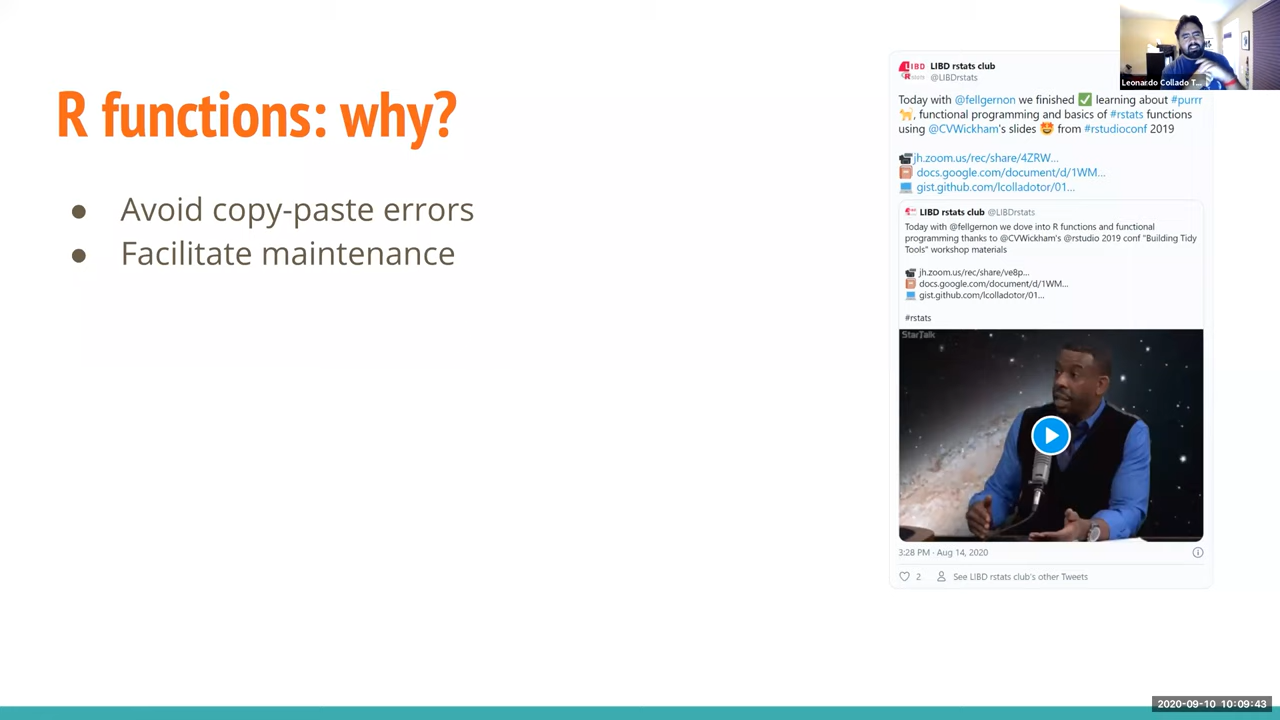 R functions: why?
● Avoid copy-paste errors
● Facilitate maintenance
LIBD rstats club
@LIBDrstats
Today with @fellgernon we finished ✅ learning about #purrr
🐈, functional programming and basics of #rstats functions
using @CVWickham's slides 🤩 from #rstudioconf 2019
jh.zoom.us/rec/share/4ZRW...
docs.google.com/document/d/1WM...
gist.github.com/lcolladotor/01...
LIBD rstats club @LIBDrstats
Today with @fellgernon we dove into R functions and functional
programming thanks to @CVWickham's @rstudio 2019 conf "Building Tidy
Tools" workshop materials
jh.zoom.us/rec/share/ve8p...
docs.google.com/document/d/1WM...
gist.github.com/lcolladotor/01...
#rstats
StarTalk
3:28 PM · Aug 14, 2020
2 See LIBD rstats club's other Tweets
Leonardo Collado T...
2020-09-10 10:09:43